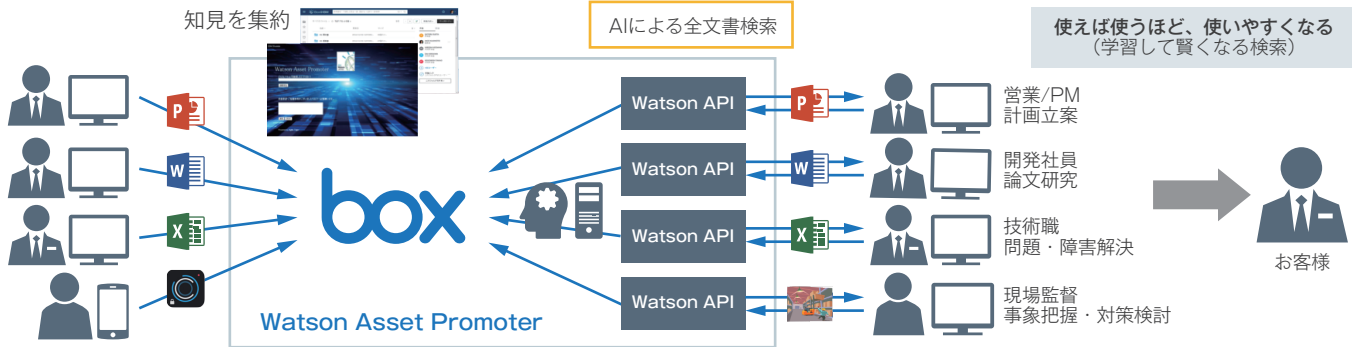 知見を集約
AIによる全文書検索
使えば使うほど、使いやすくなる
（学習して賢くなる検索）
Watson Asset Promoter
P
W
X
box
Watson API
Watson API
Watson API
Watson API
P
W
X
営業/PM
計画立案
開発社員
論文研究
技術職
問題・障害解決
現場監督
事象把握・対策検討
お客様
Watson Asset Promoter